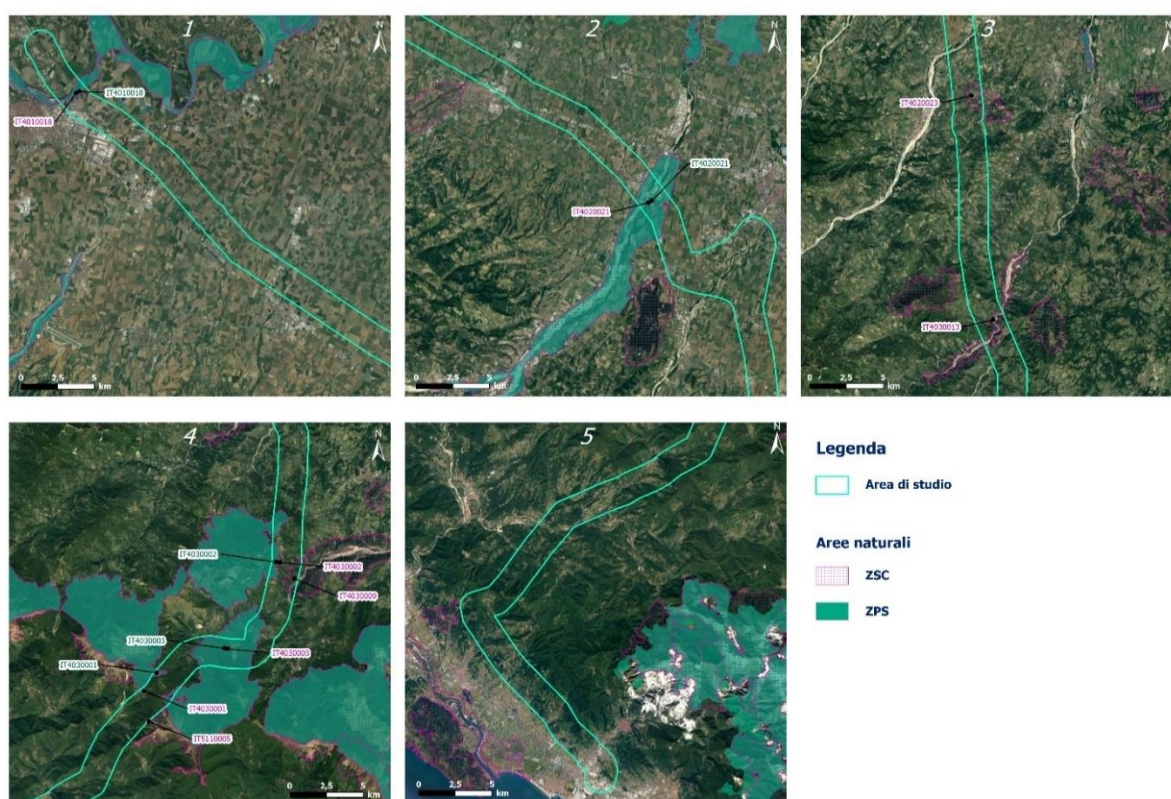 1
N
IT4010018
IT4010018
0 2,5 5
km
2
N
IT4020021
IT4020021
0 2,5 5
km
3
N
IT4020023
IT4030013
0 2,5 5
km
4
N
IT4030002
IT4030002
IT4030009
IT4030003
IT4030003
IT4030001
IT4030001
IT5110005
0 2,5 5
km
5
N
0 2,5 5
km
Legenda
Area di studio
Aree naturali
ZSC
ZPS